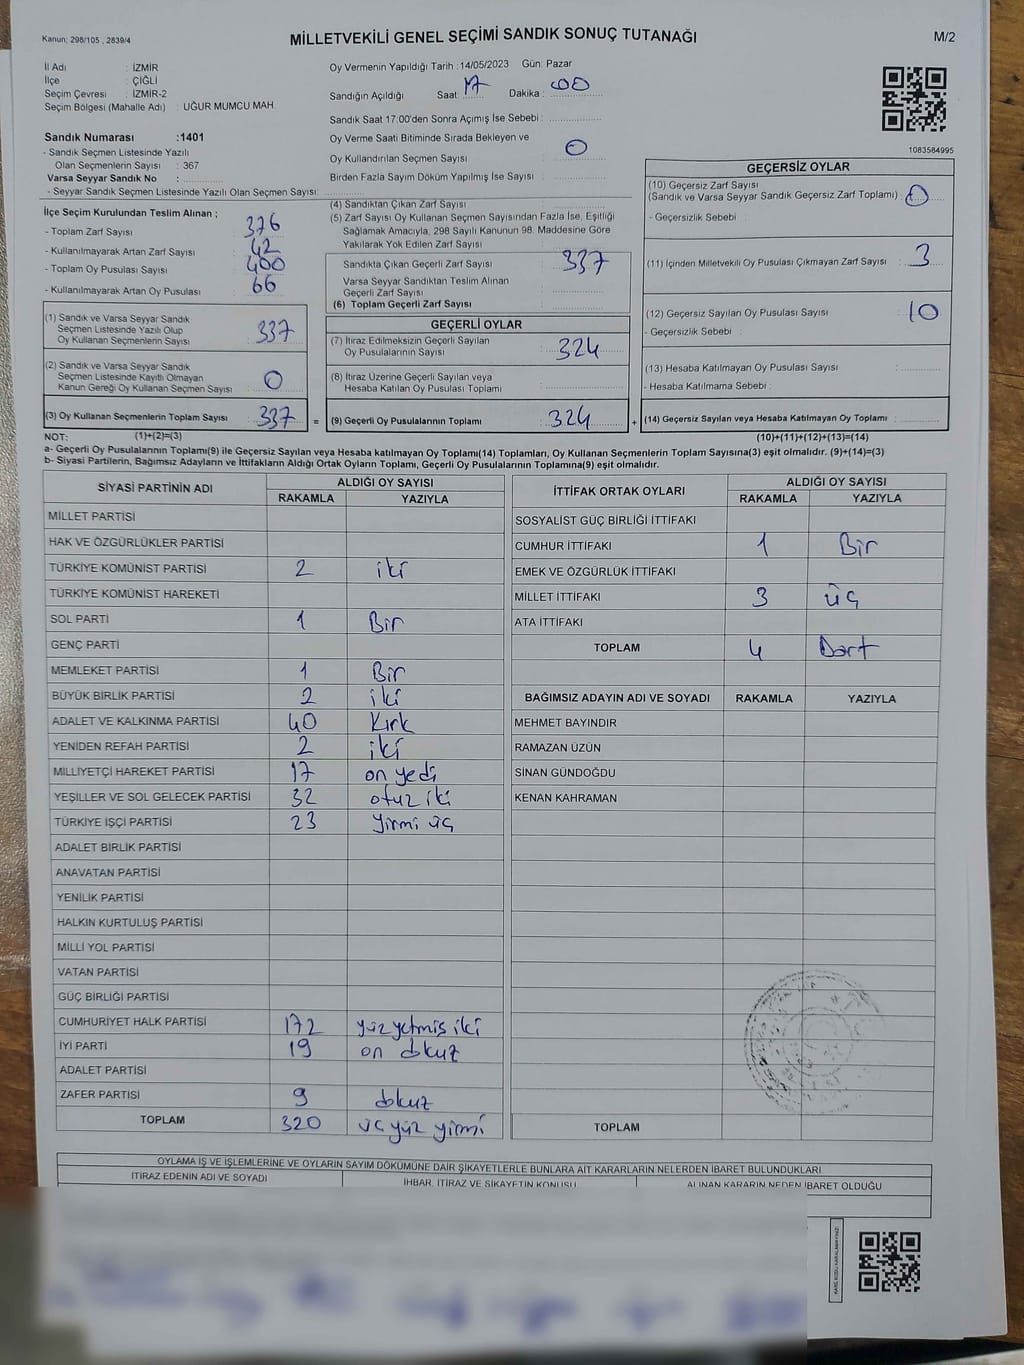 Kanun: 298/105 , 2839/4
MİLLETVEKİLİ GENEL SEÇİMİ SANDIK SONUÇ TUTANAĞI
M/2
İl Adı : İZMİR
İlçe : ÇİĞLİ
Seçim Çevresi : İZMİR-2
Seçim Bölgesi (Mahalle Adı) : UĞUR MUMCU MAH.
Sandık Numarası :1401
- Sandık Seçmen Listesinde Yazılı
Olan Seçmenlerin Sayısı : 367
Varsa Seyyar Sandık No :
- Seyyar Sandık Seçmen Listesinde Yazılı Olan Seçmen Sayısı:
Oy Vermenin Yapıldığı Tarih :14/05/2023 Gün: Pazar
Sandığın Açıldığı Saat: 17 Dakika : 00
Sandık Saat 17:00'den Sonra Açımış İse Sebebi :
Oy Verme Saati Bitiminde Sırada Bekleyen ve
Oy Kullandırılan Seçmen Sayısı : 0
Birden Fazla Sayım Döküm Yapılmış İse Sayısı :
1083584995
İlçe Seçim Kurulundan Teslim Alınan ;
- Toplam Zarf Sayısı : 376
- Kullanılmayarak Artan Zarf Sayısı : 42
- Toplam Oy Pusulası Sayısı : 400
- Kullanılmayarak Artan Oy Pusulası : 66
(4) Sandıktan Çıkan Zarf Sayısı :
(5) Zarf Sayısı Oy Kullanan Seçmen Sayısından Fazla İse, Eşitliği
Sağlamak Amacıyla, 298 Sayılı Kanunun 98. Maddesine Göre
Yakılarak Yok Edilen Zarf Sayısı :
Sandıkta Çıkan Geçerli Zarf Sayısı : 337
Varsa Seyyar Sandıktan Teslim Alınan
Geçerli Zarf Sayısı :
(6) Toplam Geçerli Zarf Sayısı :
GEÇERSİZ OYLAR
(10) Geçersiz Zarf Sayısı
(Sandık ve Varsa Seyyar Sandık Geçersiz Zarf Toplamı) : 0
- Geçersizlik Sebebi :
(11) İçinden Milletvekili Oy Pusulası Çıkmayan Zarf Sayısı : 3
(12) Geçersiz Sayılan Oy Pusulası Sayısı : 10
- Geçersizlik Sebebi :
(13) Hesaba Katılmayan Oy Pusulası Sayısı :
- Hesaba Katılmama Sebebi :
(14) Geçersiz Sayılan veya Hesaba Katılmayan Oy Toplamı :
(10)+(11)+(12)+(13)=(14)
(1) Sandık ve Varsa Seyyar Sandık
Seçmen Listesinde Yazılı Olup
Oy Kullanan Seçmenlerin Sayısı : 337
(2) Sandık ve Varsa Seyyar Sandık
Seçmen Listesinde Kayıtlı Olmayan
Kanun Gereği Oy Kullanan Seçmen Sayısı : 0
(3) Oy Kullanan Seçmenlerin Toplam Sayısı : 337 =
GEÇERLİ OYLAR
(7) İtiraz Edilmeksizin Geçerli Sayılan
Oy Pusulalarının Sayısı : 324
(8) İtiraz Üzerine Geçerli Sayılan veya
Hesaba Katılan Oy Pusulası Toplamı :
(9) Geçerli Oy Pusulalarının Toplamı : 324 +
NOT: (1)+(2)=(3)
a- Geçerli Oy Pusulalarının Toplamı(9) ile Geçersiz Sayılan veya Hesaba katılmayan Oy Toplamı(14) Toplamları, Oy Kullanan Seçmenlerin Toplam Sayısına(3) eşit olmalıdır. (9)+(14)=(3)
b- Siyasi Partilerin, Bağımsız Adayların ve İttifakların Aldığı Ortak Oyların Toplamı, Geçerli Oy Pusulalarının Toplamına(9) eşit olmalıdır.
SİYASİ PARTİNİN ADI ALDIĞI OY SAYISI
RAKAMLA YAZIYLA
MİLLET PARTİSİ
HAK VE ÖZGÜRLÜKLER PARTİSİ
TÜRKİYE KOMÜNİST PARTİSİ 2 iki
TÜRKİYE KOMÜNİST HAREKETİ
SOL PARTİ 1 Bir
GENÇ PARTİ
MEMLEKET PARTİSİ 1 Bir
BÜYÜK BİRLİK PARTİSİ 2 iki
ADALET VE KALKINMA PARTİSİ 40 Kırk
YENİDEN REFAH PARTİSİ 2 iki
MİLLİYETÇİ HAREKET PARTİSİ 17 on yedi
YEŞİLLER VE SOL GELECEK PARTİSİ 32 otuz iki
TÜRKİYE İŞÇİ PARTİSİ 23 yirmi üç
ADALET BİRLİK PARTİSİ
ANAVATAN PARTİSİ
YENİLİK PARTİSİ
HALKIN KURTULUŞ PARTİSİ
MİLLİ YOL PARTİSİ
VATAN PARTİSİ
GÜÇ BİRLİĞİ PARTİSİ
CUMHURİYET HALK PARTİSİ 172 yüz yetmis iki
İYİ PARTİ 19 on dokuz
ADALET PARTİSİ
ZAFER PARTİSİ 9 dokuz
TOPLAM 320 üç yüz yirmi
İTTİFAK ORTAK OYLARI ALDIĞI OY SAYISI
RAKAMLA YAZIYLA
SOSYALİST GÜÇ BİRLİĞİ İTTİFAKI
CUMHUR İTTİFAKI 1 Bir
EMEK VE ÖZGÜRLÜK İTTİFAKI
MİLLET İTTİFAKI 3 üç
ATA İTTİFAKI
TOPLAM 4 Dört
BAĞIMSIZ ADAYIN ADI VE SOYADI RAKAMLA YAZIYLA
MEHMET BAYINDIR
RAMAZAN ÜZÜN
SİNAN GÜNDOĞDU
KENAN KAHRAMAN
TOPLAM
OYLAMA İŞ VE İŞLEMLERİNE VE OYLARIN SAYIM DÖKÜMÜNE DAİR ŞİKAYETLERLE BUNLARA AİT KARARLARIN NELERDEN İBARET BULUNDUKLARI
İTİRAZ EDENİN ADI VE SOYADI İHBAR, İTİRAZ VE ŞİKAYETİN KONUSU ALINAN KARARIN NEDEN İBARET OLDUĞU